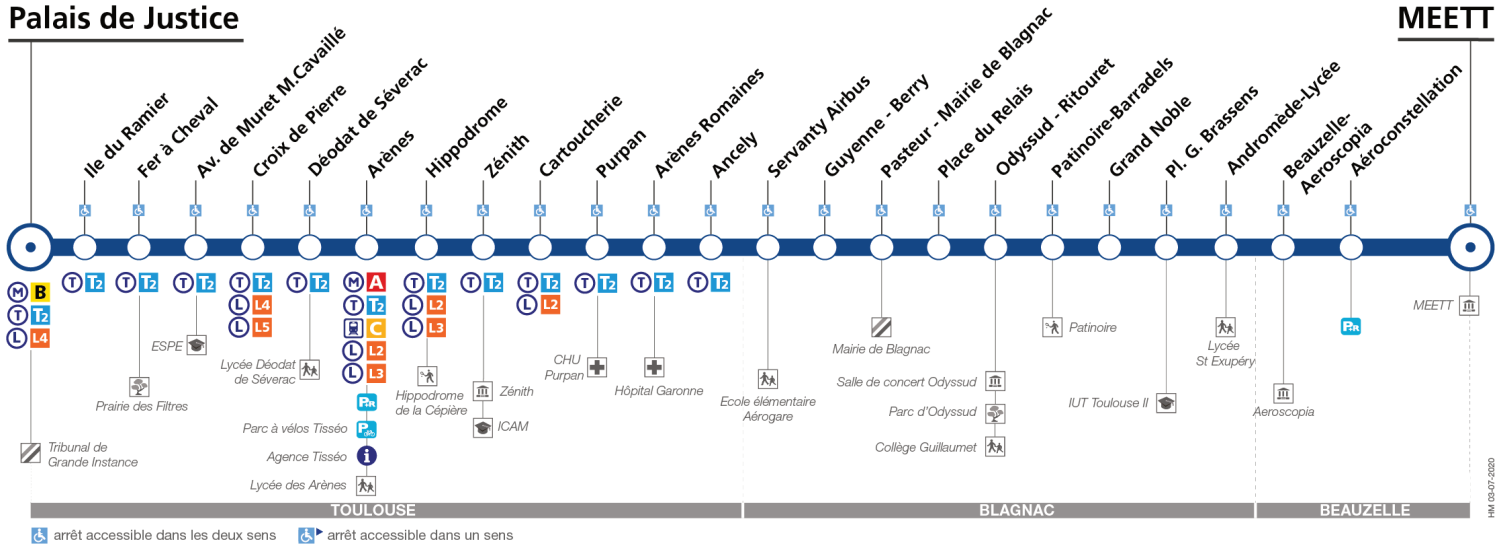 Palais de Justice
MEETT
Ile du Ramier
Fer à Cheval
Av. de Muret M.Cavaillé
Croix de Pierre
Déodat de Séverac
Arènes
Hippodrome
Zénith
Cartoucherie
Purpan
Arènes Romaines
Ancely
Servanty Airbus
Guyenne - Berry
Pasteur - Mairie de Blagnac
Place du Relais
Odyssud - Ritouret
Patinoire-Barradels
Grand Noble
Pl. G. Brassens
Andromède-Lycée
Beauzelle-
Aeroscopia
Aéroconstellation
M B
T T2
L L4
T T2
T T2
T T2
T T2
L L4
L L5
T T2
M A
T T2
C
L L2
L L3
T T2
L L2
L L3
T T2
T T2
L L2
T T2
T T2
T T2
Tribunal de
Grande Instance
Prairie des Filtres
ESPE
Lycée Déodat
de Séverac
P+R
Parc à vélos Tisséo
P
Agence Tisséo
i
Lycée des Arènes
Hippodrome
de la Cépière
Zénith
ICAM
CHU
Purpan
Hôpital Garonne
Ecole élémentaire
Aérogare
Mairie de Blagnac
Salle de concert Odyssud
Parc d'Odyssud
Collège Guillaumet
Patinoire
IUT Toulouse II
Lycée
St Exupéry
Aeroscopia
P+R
MEETT
TOULOUSE
BLAGNAC
BEAUZELLE
arrêt accessible dans les deux sens
arrêt accessible dans un sens
HM 03-07-2020